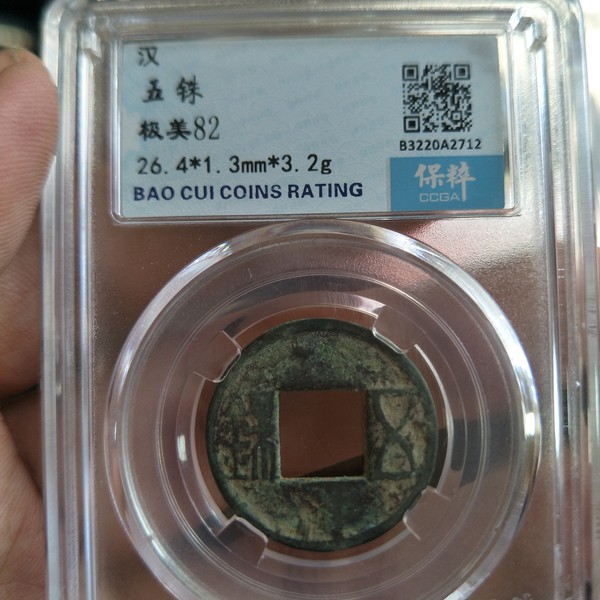 汉
五铢
极美82
26.4*1.3mm*3.2g
BAO CUI COINS RATING
B3220A2712
保粹
CCGA
五